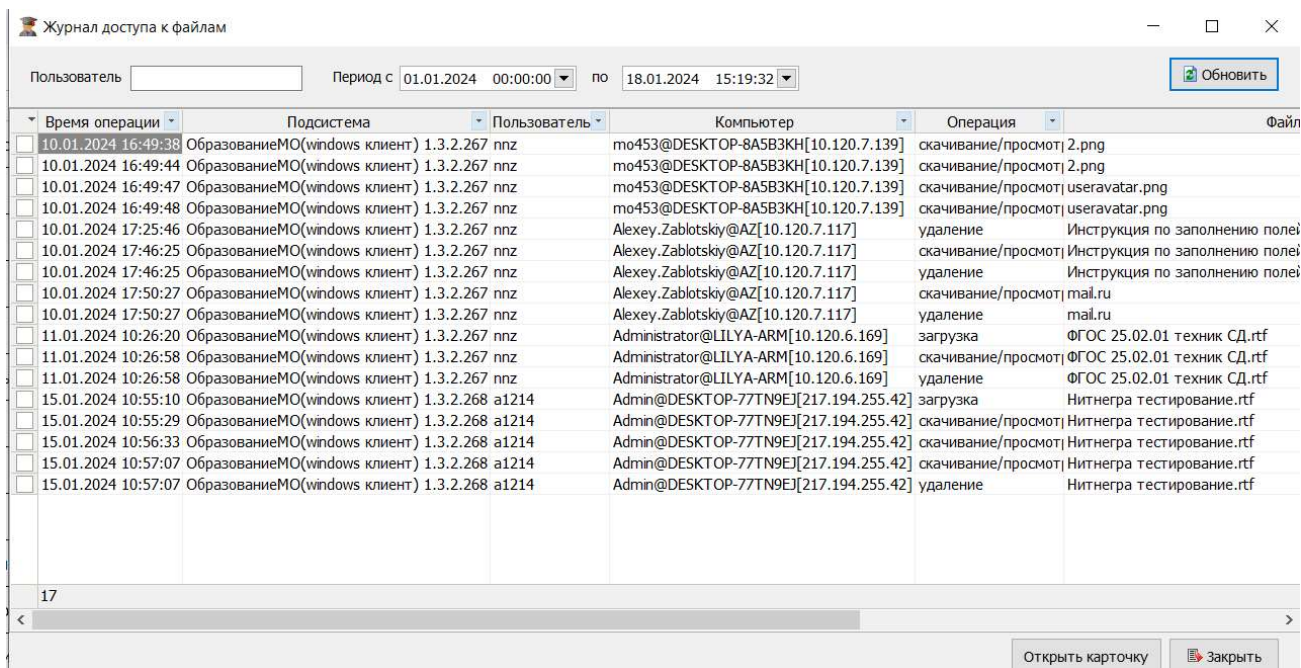 Журнал доступа к файлам
Пользователь Период с 01.01.2024 00:00:00 по 18.01.2024 15:19:32 Обновить
Время операции Подсистема Пользователь Компьютер Операция Файл
10.01.2024 16:49:38 ОбразованиеМО(windows клиент) 1.3.2.267 nnz mo453@DESKTOP-8A5B3KH[10.120.7.139] скачивание/просмот 2.png
10.01.2024 16:49:44 ОбразованиеМО(windows клиент) 1.3.2.267 nnz mo453@DESKTOP-8A5B3KH[10.120.7.139] скачивание/просмот 2.png
10.01.2024 16:49:47 ОбразованиеМО(windows клиент) 1.3.2.267 nnz mo453@DESKTOP-8A5B3KH[10.120.7.139] скачивание/просмот useravatar.png
10.01.2024 16:49:48 ОбразованиеМО(windows клиент) 1.3.2.267 nnz mo453@DESKTOP-8A5B3KH[10.120.7.139] скачивание/просмот useravatar.png
10.01.2024 17:25:46 ОбразованиеМО(windows клиент) 1.3.2.267 nnz Alexey.Zablotskiy@AZ[10.120.7.117] удаление Инструкция по заполнению полей
10.01.2024 17:46:25 ОбразованиеМО(windows клиент) 1.3.2.267 nnz Alexey.Zablotskiy@AZ[10.120.7.117] скачивание/просмот Инструкция по заполнению полей
10.01.2024 17:46:25 ОбразованиеМО(windows клиент) 1.3.2.267 nnz Alexey.Zablotskiy@AZ[10.120.7.117] удаление Инструкция по заполнению полей
10.01.2024 17:50:27 ОбразованиеМО(windows клиент) 1.3.2.267 nnz Alexey.Zablotskiy@AZ[10.120.7.117] скачивание/просмот mail.ru
10.01.2024 17:50:27 ОбразованиеМО(windows клиент) 1.3.2.267 nnz Alexey.Zablotskiy@AZ[10.120.7.117] удаление mail.ru
11.01.2024 10:26:20 ОбразованиеМО(windows клиент) 1.3.2.267 nnz Administrator@LILYA-ARM[10.120.6.169] загрузка ФГОС 25.02.01 техник СД.rtf
11.01.2024 10:26:58 ОбразованиеМО(windows клиент) 1.3.2.267 nnz Administrator@LILYA-ARM[10.120.6.169] скачивание/просмот ФГОС 25.02.01 техник СД.rtf
11.01.2024 10:26:58 ОбразованиеМО(windows клиент) 1.3.2.267 nnz Administrator@LILYA-ARM[10.120.6.169] удаление ФГОС 25.02.01 техник СД.rtf
15.01.2024 10:55:10 ОбразованиеМО(windows клиент) 1.3.2.268 a1214 Admin@DESKTOP-77TN9EJ[217.194.255.42] загрузка Нитнегра тестирование.rtf
15.01.2024 10:55:29 ОбразованиеМО(windows клиент) 1.3.2.268 a1214 Admin@DESKTOP-77TN9EJ[217.194.255.42] скачивание/просмот Нитнегра тестирование.rtf
15.01.2024 10:56:33 ОбразованиеМО(windows клиент) 1.3.2.268 a1214 Admin@DESKTOP-77TN9EJ[217.194.255.42] скачивание/просмот Нитнегра тестирование.rtf
15.01.2024 10:57:07 ОбразованиеМО(windows клиент) 1.3.2.268 a1214 Admin@DESKTOP-77TN9EJ[217.194.255.42] скачивание/просмот Нитнегра тестирование.rtf
15.01.2024 10:57:07 ОбразованиеМО(windows клиент) 1.3.2.268 a1214 Admin@DESKTOP-77TN9EJ[217.194.255.42] удаление Нитнегра тестирование.rtf
17
Открыть карточку Закрыть